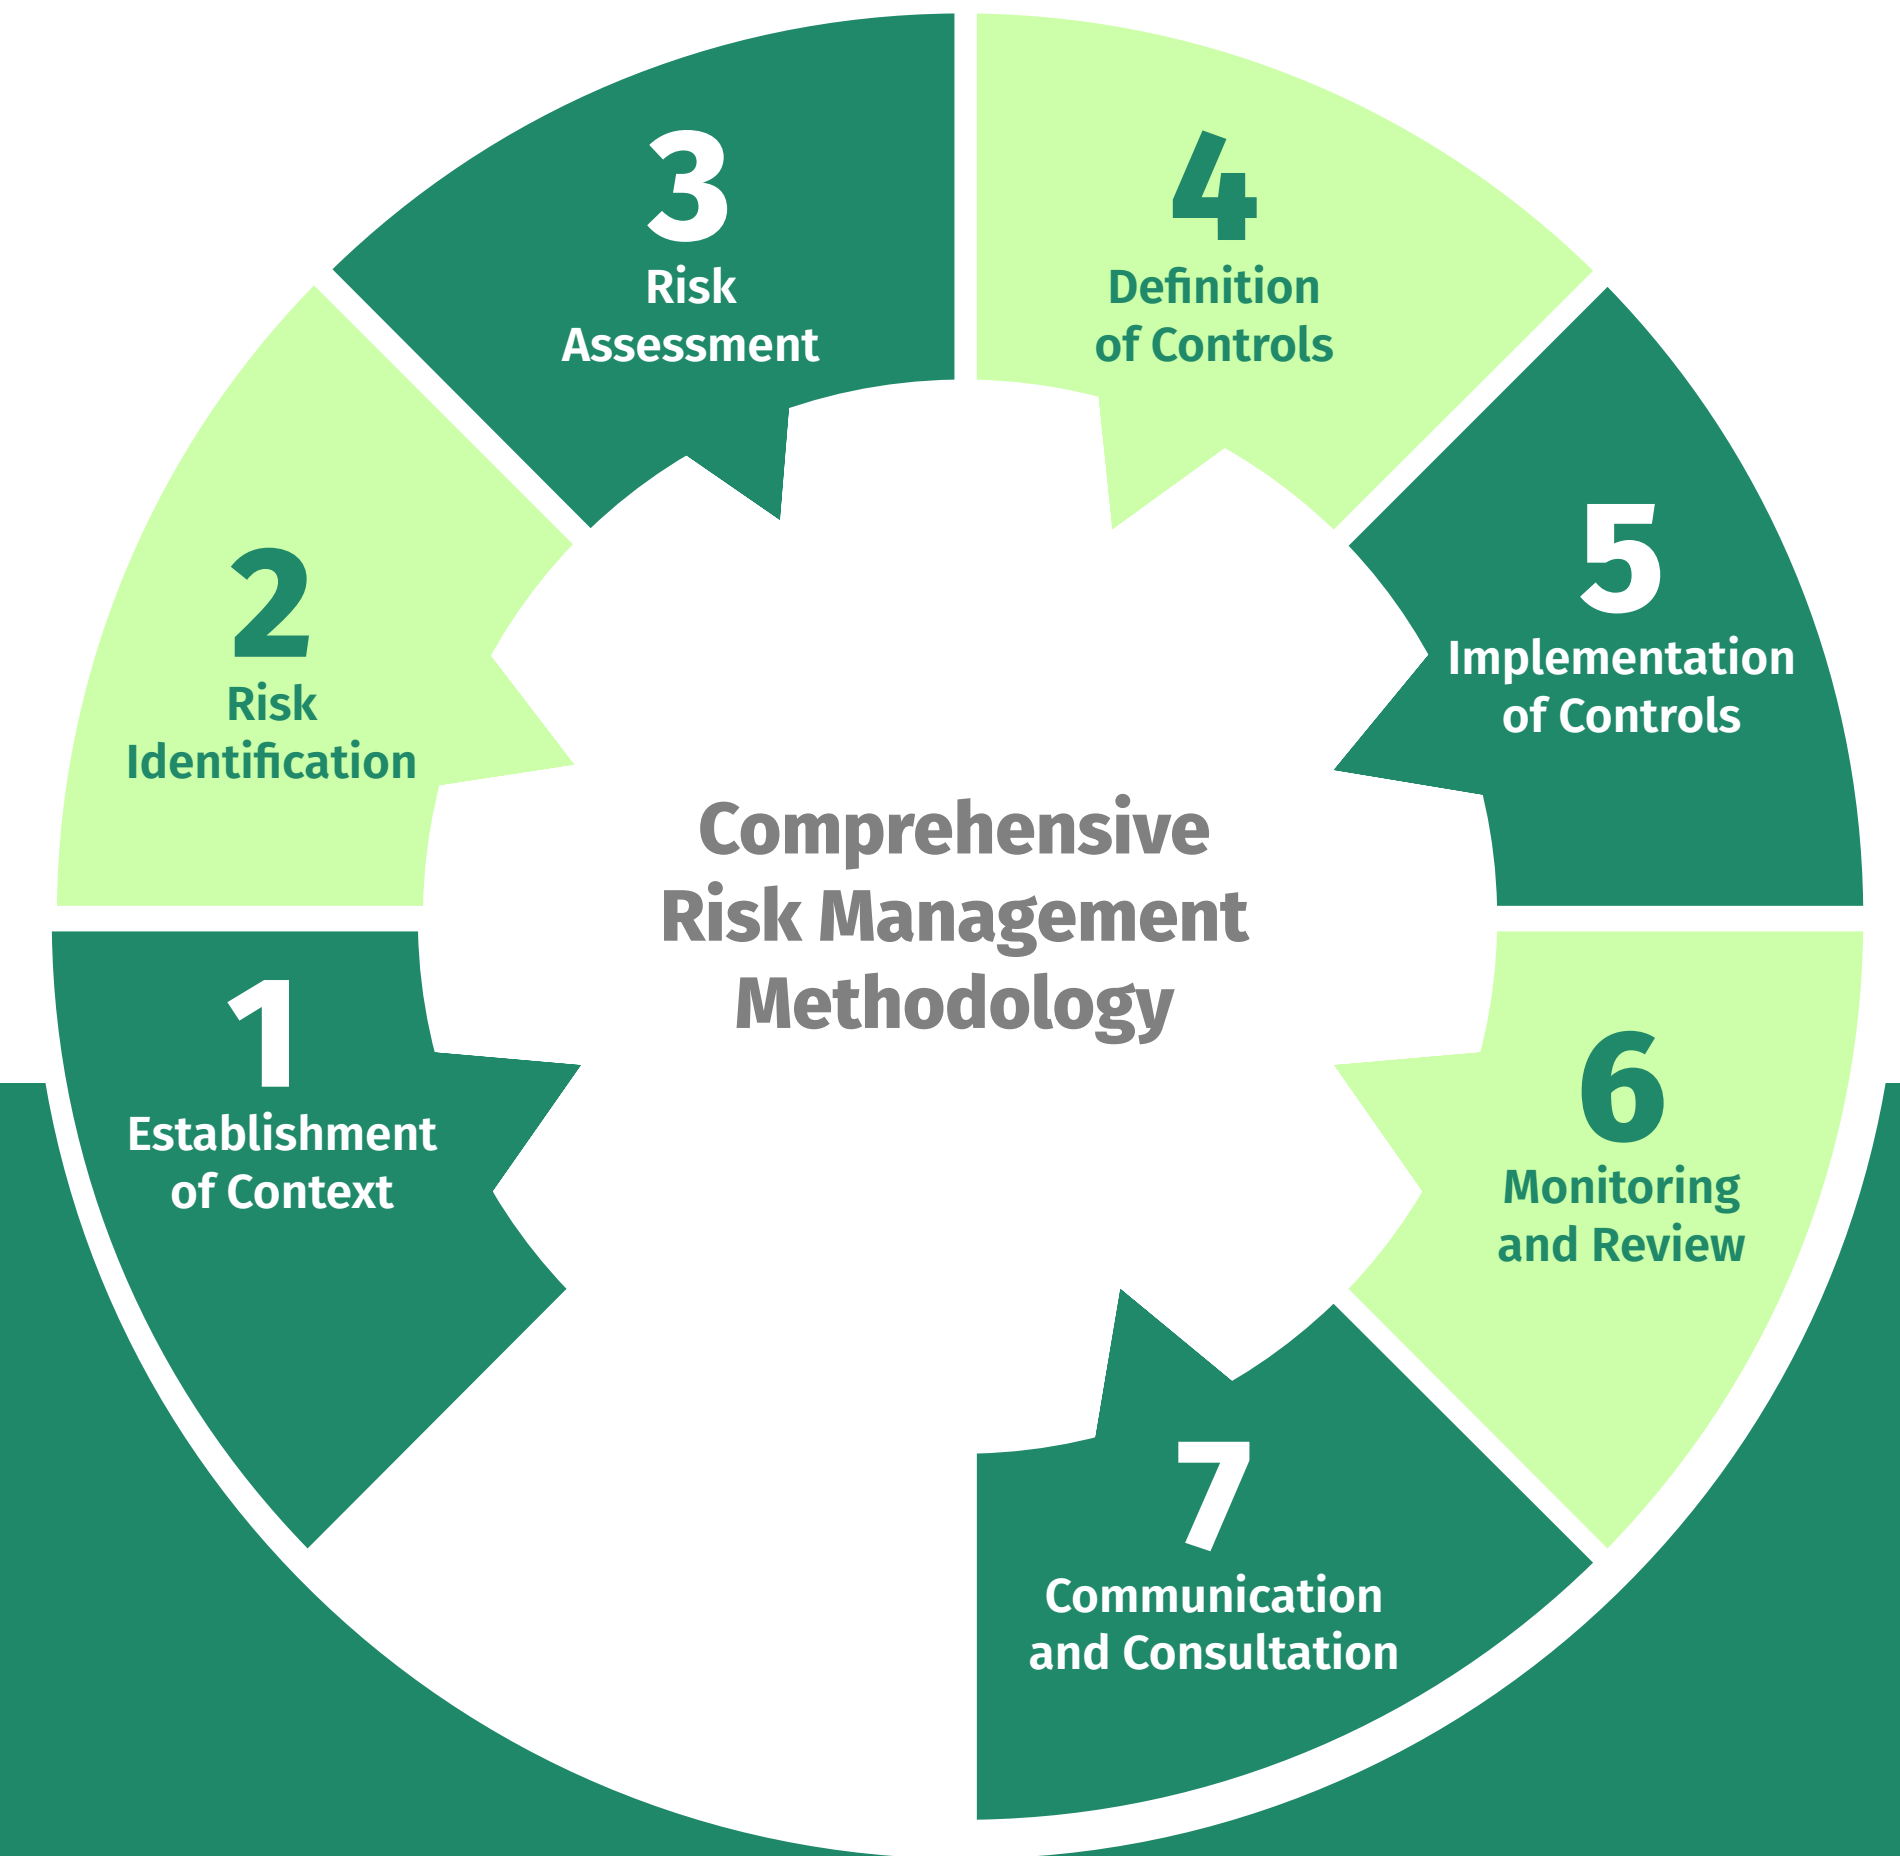 1
Establishment
of Context
2
Risk
Identification
3
Risk
Assessment
4
Definition
of Controls
5
Implementation
of Controls
6
Monitoring
and Review
7
Communication
and Consultation
Comprehensive
Risk Management
Methodology